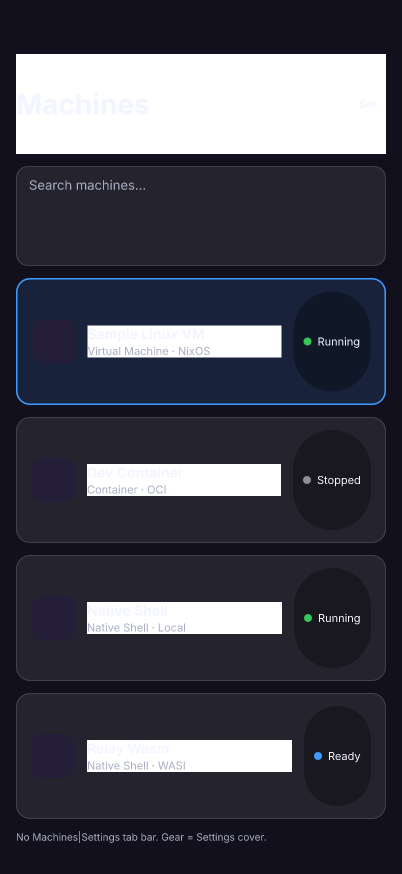 Machines
Search machines...
Sample Linux VM
Virtual Machine · NixOS
Running
Dev Container
Container · OCI
Stopped
Native Shell
Native Shell · Local
Running
Relay Wasm
Native Shell · WASI
Ready
No Machines|Settings tab bar. Gear = Settings cover.